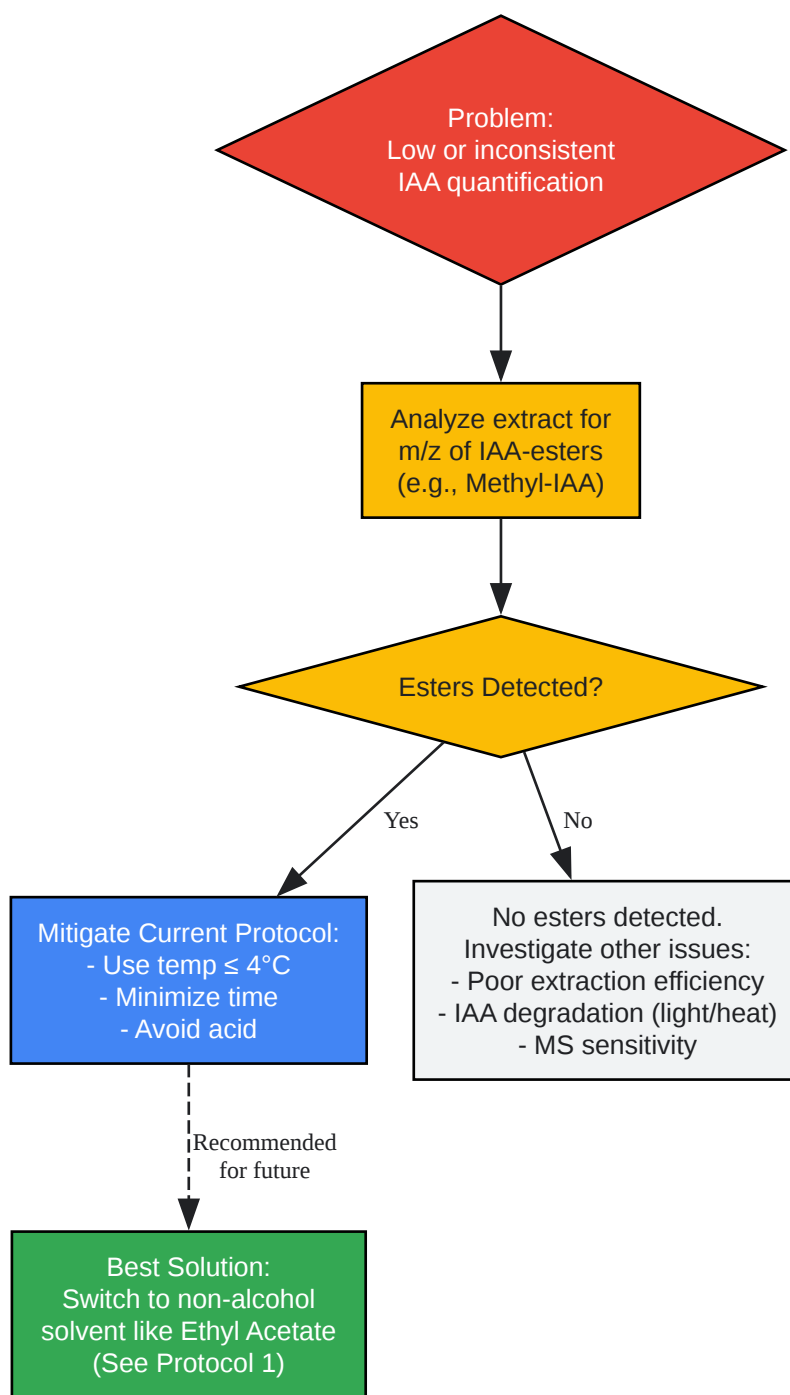 Problem:
Low or inconsistent
IAA quantification
Analyze extract for
m/z of IAA-esters
(e.g., Methyl-IAA)
Esters Detected?
Yes
No
Mitigate Current Protocol:
- Use temp ≤ 4°C
- Minimize time
- Avoid acid
No esters detected.
Investigate other issues:
- Poor extraction efficiency
- IAA degradation (light/heat)
- MS sensitivity
Recommended
for future
Best Solution:
Switch to non-alcohol
solvent like Ethyl Acetate
(See Protocol 1)